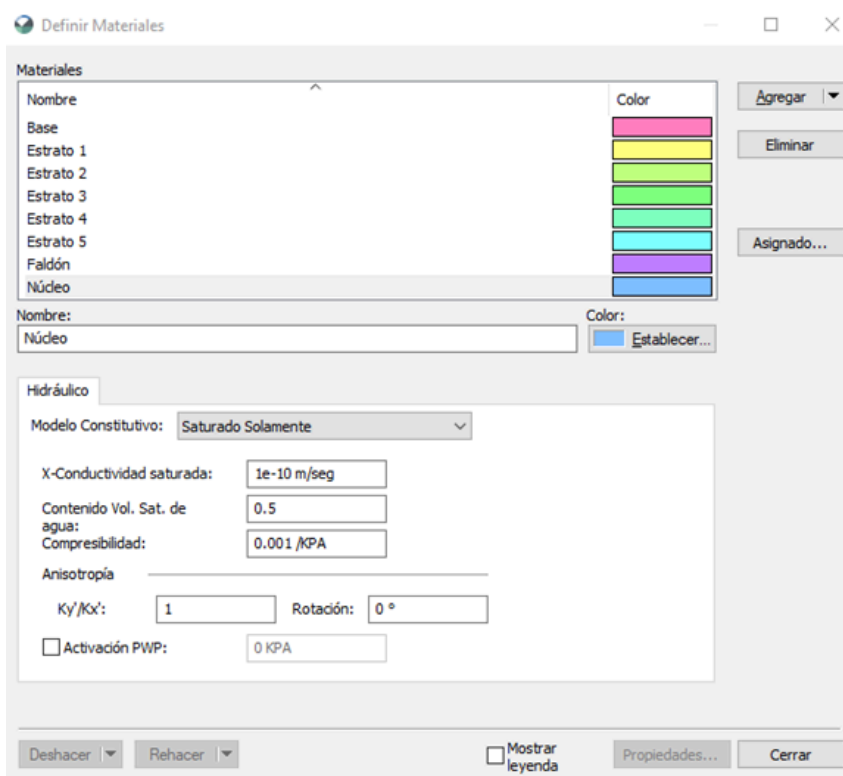 Definir Materiales
Materiales
Nombre Color
Agregar
Base
Eliminar
Estrato 1
Estrato 2
Estrato 3
Estrato 4
Estrato 5
Asignado...
Faldón
Núcleo
Nombre: Color:
Núcleo Establecer...
Hidráulico
Modelo Constitutivo: Saturado Solamente
X-Conductividad saturada: 1e-10 m/seg
Contenido Vol. Sat. de 0.5
agua:
Compresibilidad: 0.001 /KPA
Anisotropía
Ky'/Kx': 1 Rotación: 0 °
Activación PWP: 0 KPA
Deshacer Rehacer Mostrar
leyenda Propiedades... Cerrar